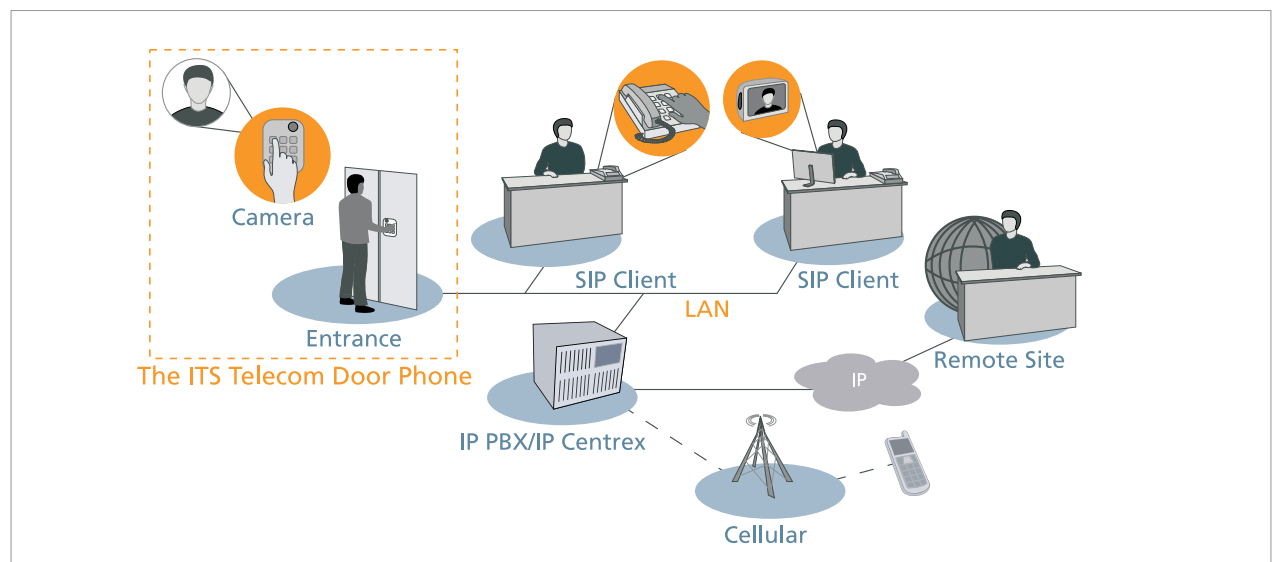 Camera
Entrance
The ITS Telecom Door Phone
SIP Client
SIP Client
LAN
Remote Site
IP
IP PBX/IP Centrex
Cellular